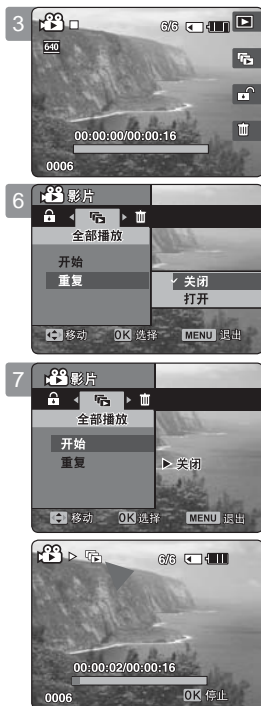 3
6/6
640
00:00:00/00:00:16
0006
6
影片
全部播放
开始
重复
关闭
打开
移动 OK 选择 MENU 退出
7
影片
全部播放
开始
重复
关闭
移动 OK 选择 MENU 退出
6/6
00:00:02/00:00:16
0006
OK 停止